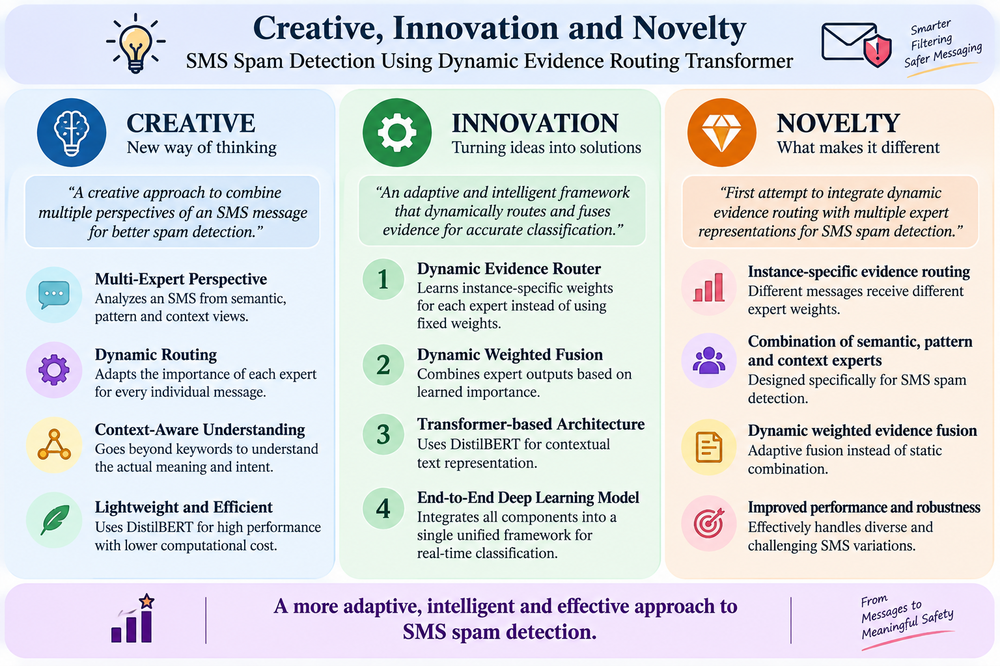 Creative, Innovation and Novelty
SMS Spam Detection Using Dynamic Evidence Routing Transformer
Smarter
Filtering
Safer Messaging
CREATIVE
New way of thinking
“A creative approach to combine
multiple perspectives of an SMS message
for better spam detection.”
Multi-Expert Perspective
Analyzes an SMS from semantic,
pattern and context views.
Dynamic Routing
Adapts the importance of each expert
for every individual message.
Context-Aware Understanding
Goes beyond keywords to understand
the actual meaning and intent.
Lightweight and Efficient
Uses DistilBERT for high performance
with lower computational cost.
INNOVATION
Turning ideas into solutions
“An adaptive and intelligent framework
that dynamically routes and fuses
evidence for accurate classification.”
1
Dynamic Evidence Router
Learns instance-specific weights
for each expert instead of using
fixed weights.
2
Dynamic Weighted Fusion
Combines expert outputs based on
learned importance.
3
Transformer-based Architecture
Uses DistilBERT for contextual
text representation.
4
End-to-End Deep Learning Model
Integrates all components into a
single unified framework for
real-time classification.
NOVELTY
What makes it different
“First attempt to integrate dynamic
evidence routing with multiple expert
representations for SMS spam detection.”
Instance-specific evidence routing
Different messages receive different
expert weights.
Combination of semantic, pattern
and context experts
Designed specifically for SMS spam
detection.
Dynamic weighted evidence fusion
Adaptive fusion instead of static
combination.
Improved performance and robustness
Effectively handles diverse and
challenging SMS variations.
A more adaptive, intelligent and effective approach to
SMS spam detection.
From
Messages to
Meaningful Safety